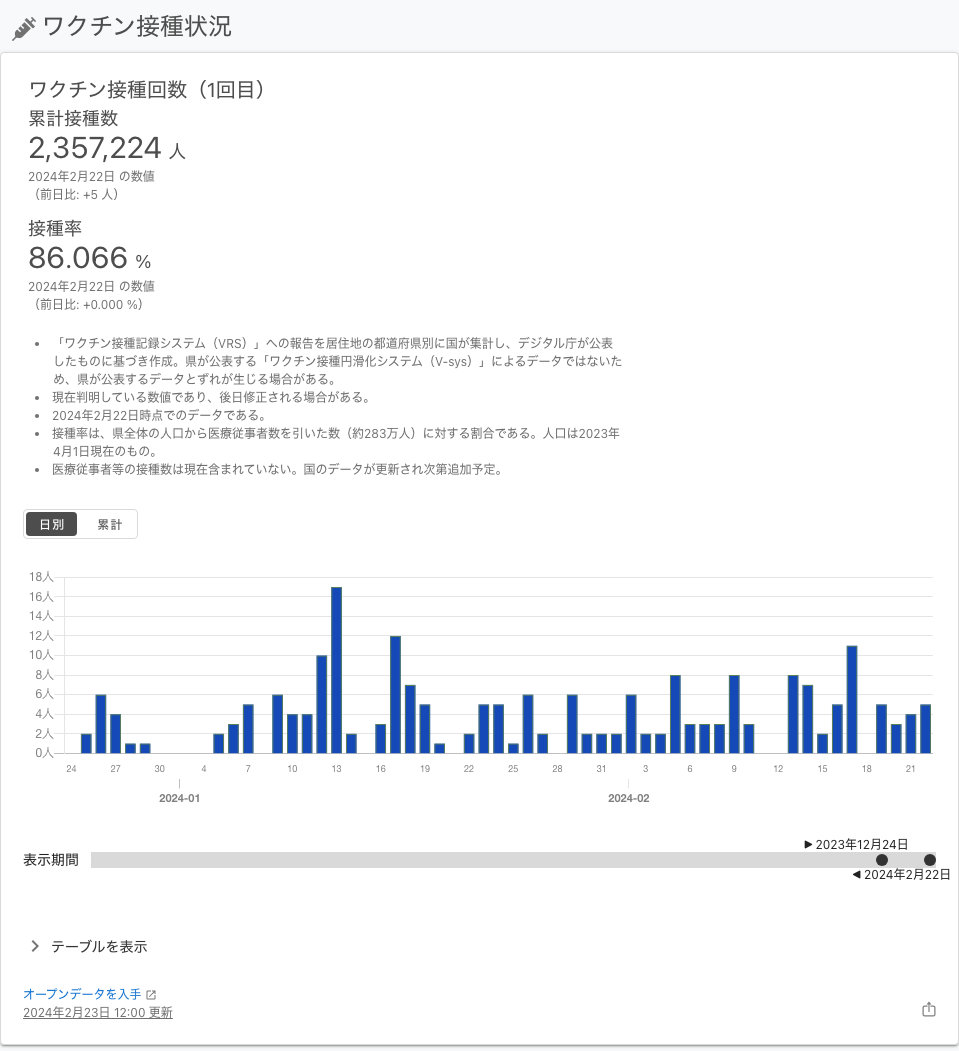 ワクチン接種状況
ワクチン接種回数（1回目）
累計接種数
2,357,224 人
2024年2月22日 の数値
（前日比: +5 人）
接種率
86.066 %
2024年2月22日 の数値
（前日比: +0.000 %）
• 「ワクチン接種記録システム（VRS）」への報告を居住地の都道府県別に国が集計し、デジタル庁が公表
したものに基づき作成。県が公表する「ワクチン接種円滑化システム（V-sys）」によるデータではないた
め、県が公表するデータとずれが生じる場合がある。
• 現在判明している数値であり、後日修正される場合がある。
• 2024年2月22日時点でのデータである。
• 接種率は、県全体の人口から医療従事者数を引いた数（約283万人）に対する割合である。人口は2023年
4月1日現在のもの。
• 医療従事者等の接種数は現在含まれていない。国のデータが更新され次第追加予定。
日別 累計
18人
16人
14人
12人
10人
8人
6人
4人
2人
0人
24 27 30 4 7 10 13 16 19 22 25 28 31 3 6 9 12 15 18 21
2024-01 2024-02
▶ 2023年12月24日
表示期間
◀ 2024年2月22日
テーブルを表示
オープンデータを入手
2024年2月23日 12:00 更新